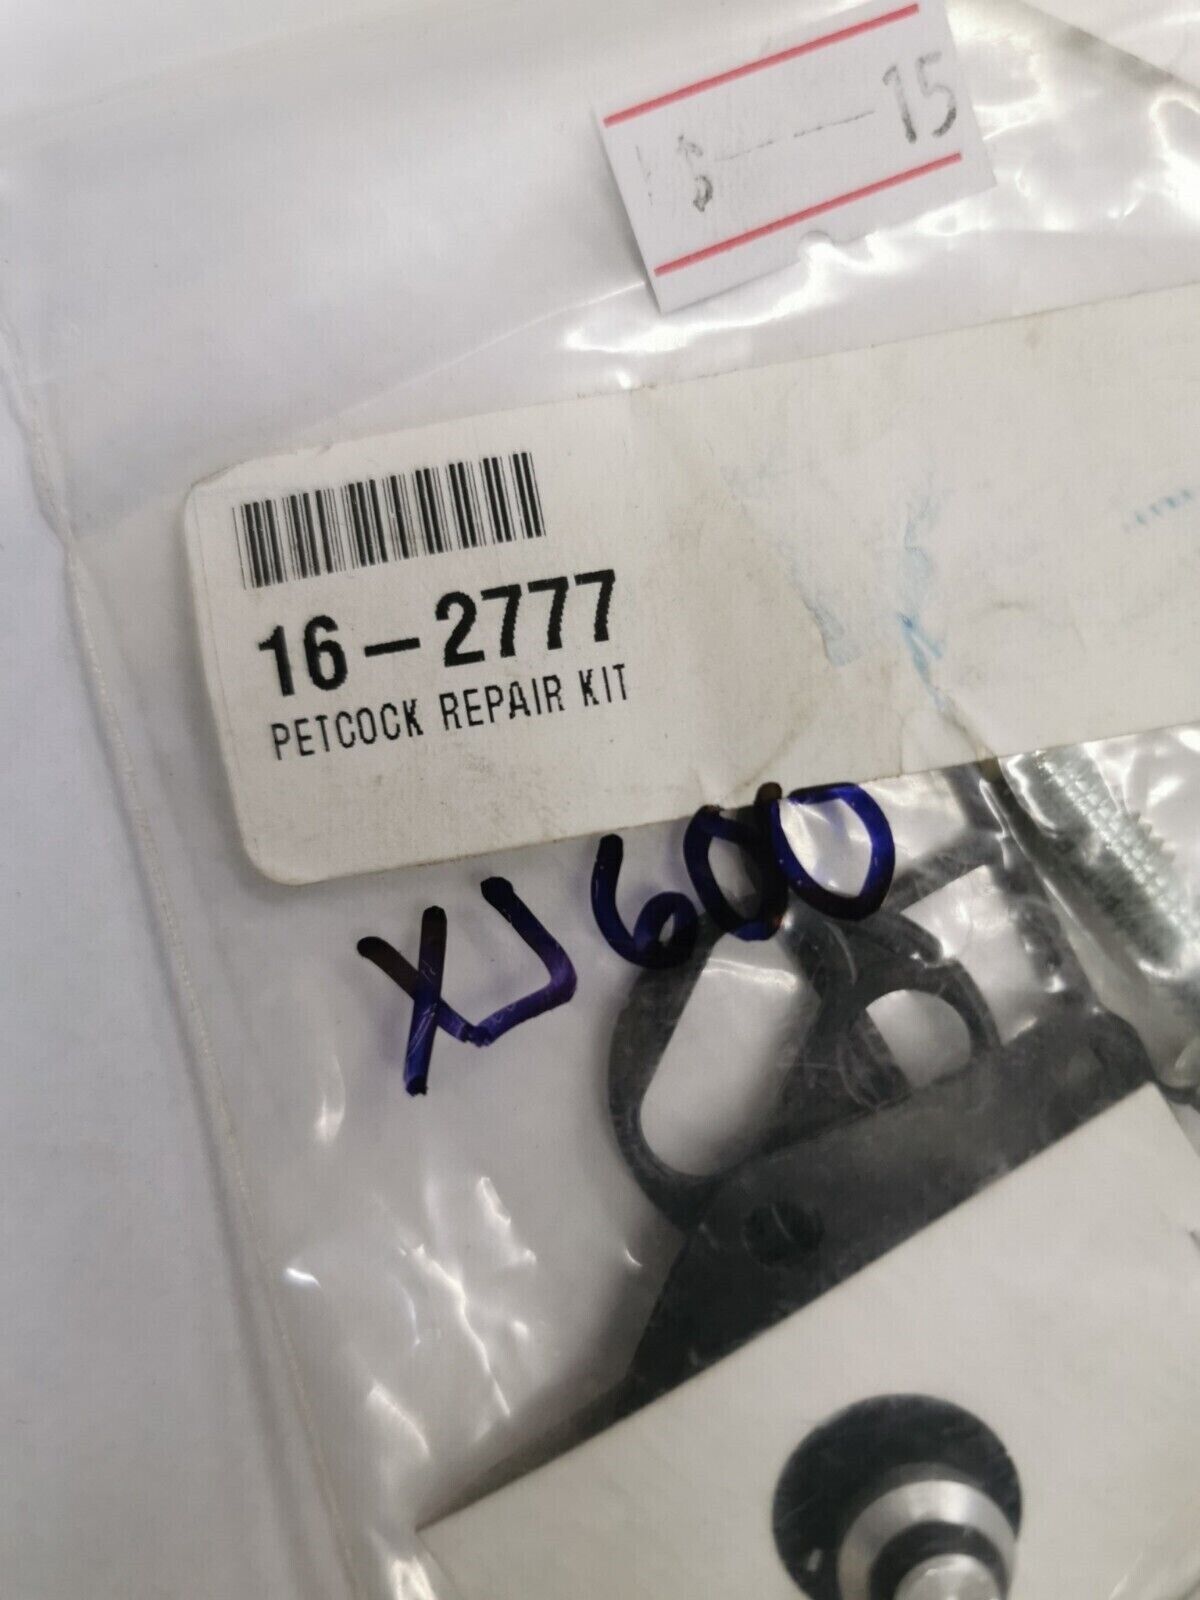 $ — — — 15
16-2777
PETCOCK REPAIR KIT
XJ600